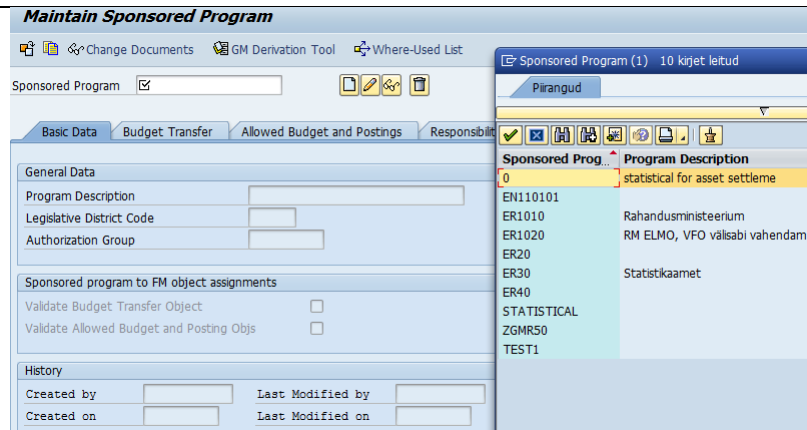 Maintain Sponsored Program
Change Documents GM Derivation Tool Where-Used List
Sponsored Program
Basic Data Budget Transfer Allowed Budget and Postings Responsibilit
General Data
Program Description
Legislative District Code
Authorization Group
Sponsored program to FM object assignments
Validate Budget Transfer Object
Validate Allowed Budget and Posting Objs
History
Created by Last Modified by
Created on Last Modified on
Sponsored Program (1) 10 kirjet leitud
Piirangud
Sponsored Prog... Program Description
0 statistical for asset settleme
EN110101
ER1010 Rahandusministeerium
ER1020 RM ELMO, VFO välisabi vahendam
ER20
ER30 Statistikaamet
ER40
STATISTICAL
ZGMR50
TEST1